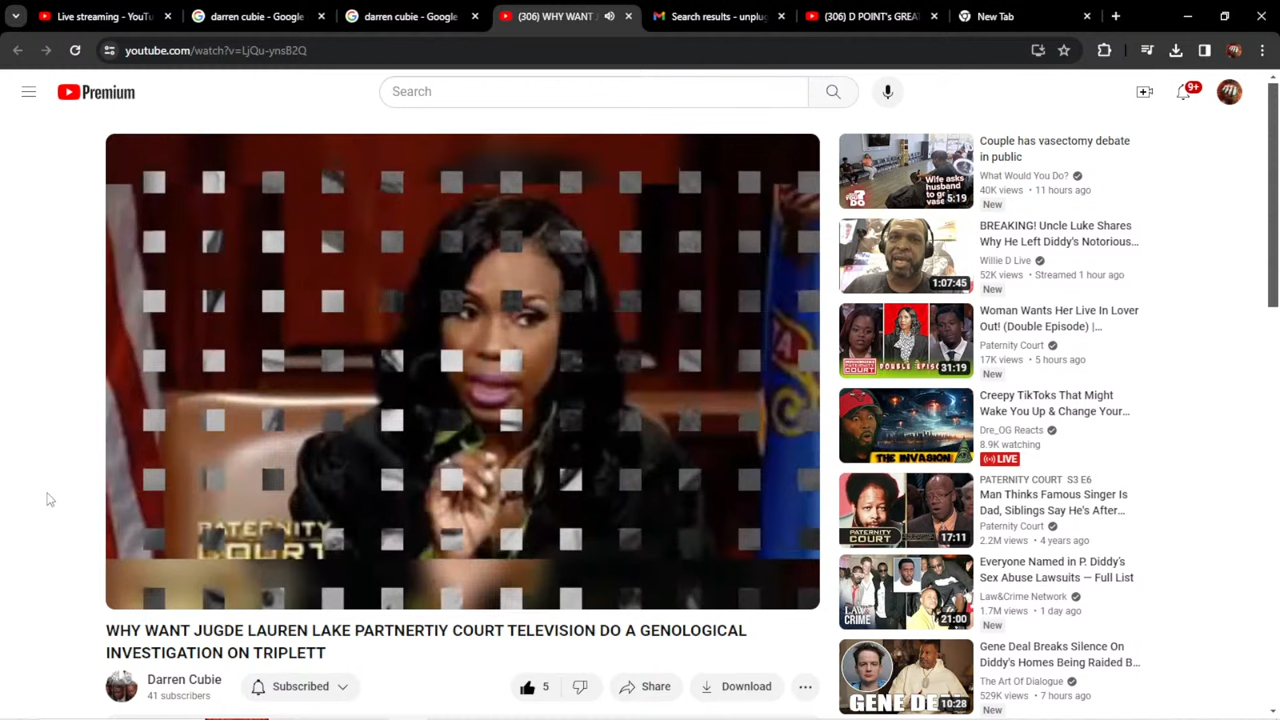 Live streaming - YouTu
darren cubie - Google
darren cubie - Google
(306) WHY WANT J
Search results - unplug
(306) D POINT's GREA
New Tab
youtube.com/watch?v=LjQu-ynsB2Q
Premium
Search
9+
PATERNITY
COURT
WHY WANT JUGDE LAUREN LAKE PARTNERTIY COURT TELEVISION DO A GENOLOGICAL
INVESTIGATION ON TRIPLETT
Darren Cubie
41 subscribers
Subscribed
5
Share
Download
Wife asks
husband
to g
vase
5:19
Couple has vasectomy debate
in public
What Would You Do?
40K views • 11 hours ago
New
1:07:45
BREAKING! Uncle Luke Shares
Why He Left Diddy's Notorious...
Willie D Live
52K views • Streamed 1 hour ago
New
PATERNITY
COURT
DOUBLE EPIS
31:19
Woman Wants Her Live In Lover
Out! (Double Episode) |...
Paternity Court
17K views • 5 hours ago
New
THE INVASION
Creepy TikToks That Might
Wake You Up & Change Your...
Dre_OG Reacts
8.9K watching
LIVE
PATERNITY
COURT
17:11
PATERNITY COURT S3 E6
Man Thinks Famous Singer Is
Dad, Siblings Say He's After...
Paternity Court
2.2M views • 4 years ago
LAW
CRIME
21:00
Everyone Named in P. Diddy's
Sex Abuse Lawsuits — Full List
Law&Crime Network
1.7M views • 1 day ago
New
GENE DE
10:28
Gene Deal Breaks Silence On
Diddy's Homes Being Raided B...
The Art Of Dialogue
529K views • 7 hours ago
New